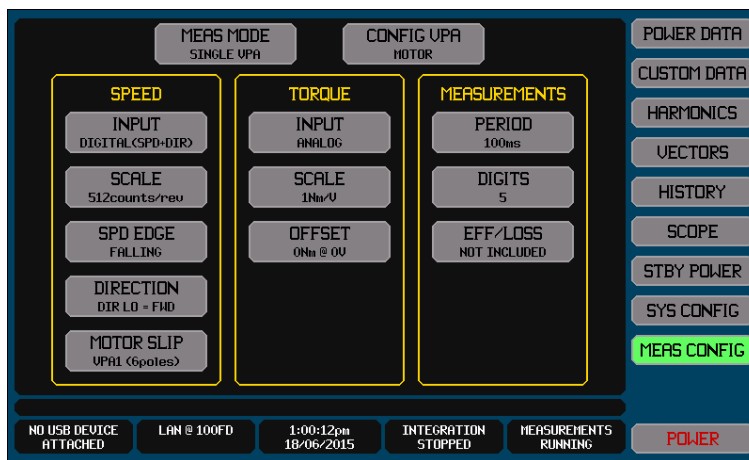 MEAS MODE
SINGLE VPA
CONFIG VPA
MOTOR
SPEED
INPUT
DIGITAL(SPD+DIR)
SCALE
512counts/rev
SPD EDGE
FALLING
DIRECTION
DIR LO = FWD
MOTOR SLIP
VPA1 (6poles)
TORQUE
INPUT
ANALOG
SCALE
1Nm/V
OFFSET
0Nm @ 0V
MEASUREMENTS
PERIOD
100ms
DIGITS
5
EFF/LOSS
NOT INCLUDED
POWER DATA
CUSTOM DATA
HARMONICS
VECTORS
HISTORY
SCOPE
STBY POWER
SYS CONFIG
MEAS CONFIG
POWER
NO USB DEVICE
ATTACHED
LAN @ 100FD
1:00:12pm
18/06/2015
INTEGRATION
STOPPED
MEASUREMENTS
RUNNING